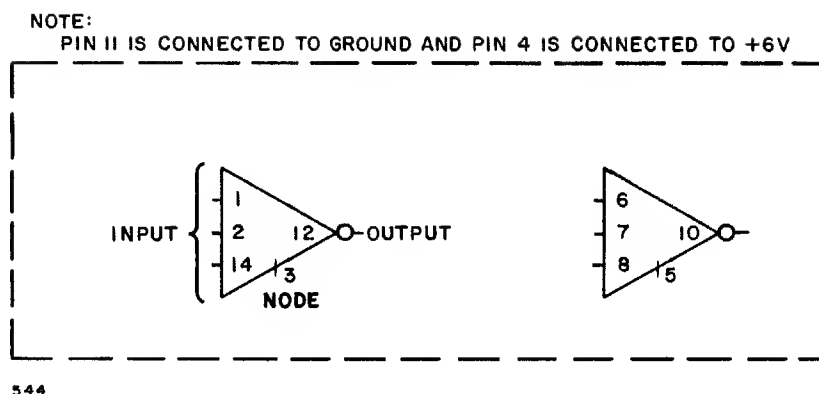 NOTE:
PIN 11 IS CONNECTED TO GROUND AND PIN 4 IS CONNECTED TO +6V
1
6
INPUT 2 12 OUTPUT
7 10
14 3
8 5
NODE
544